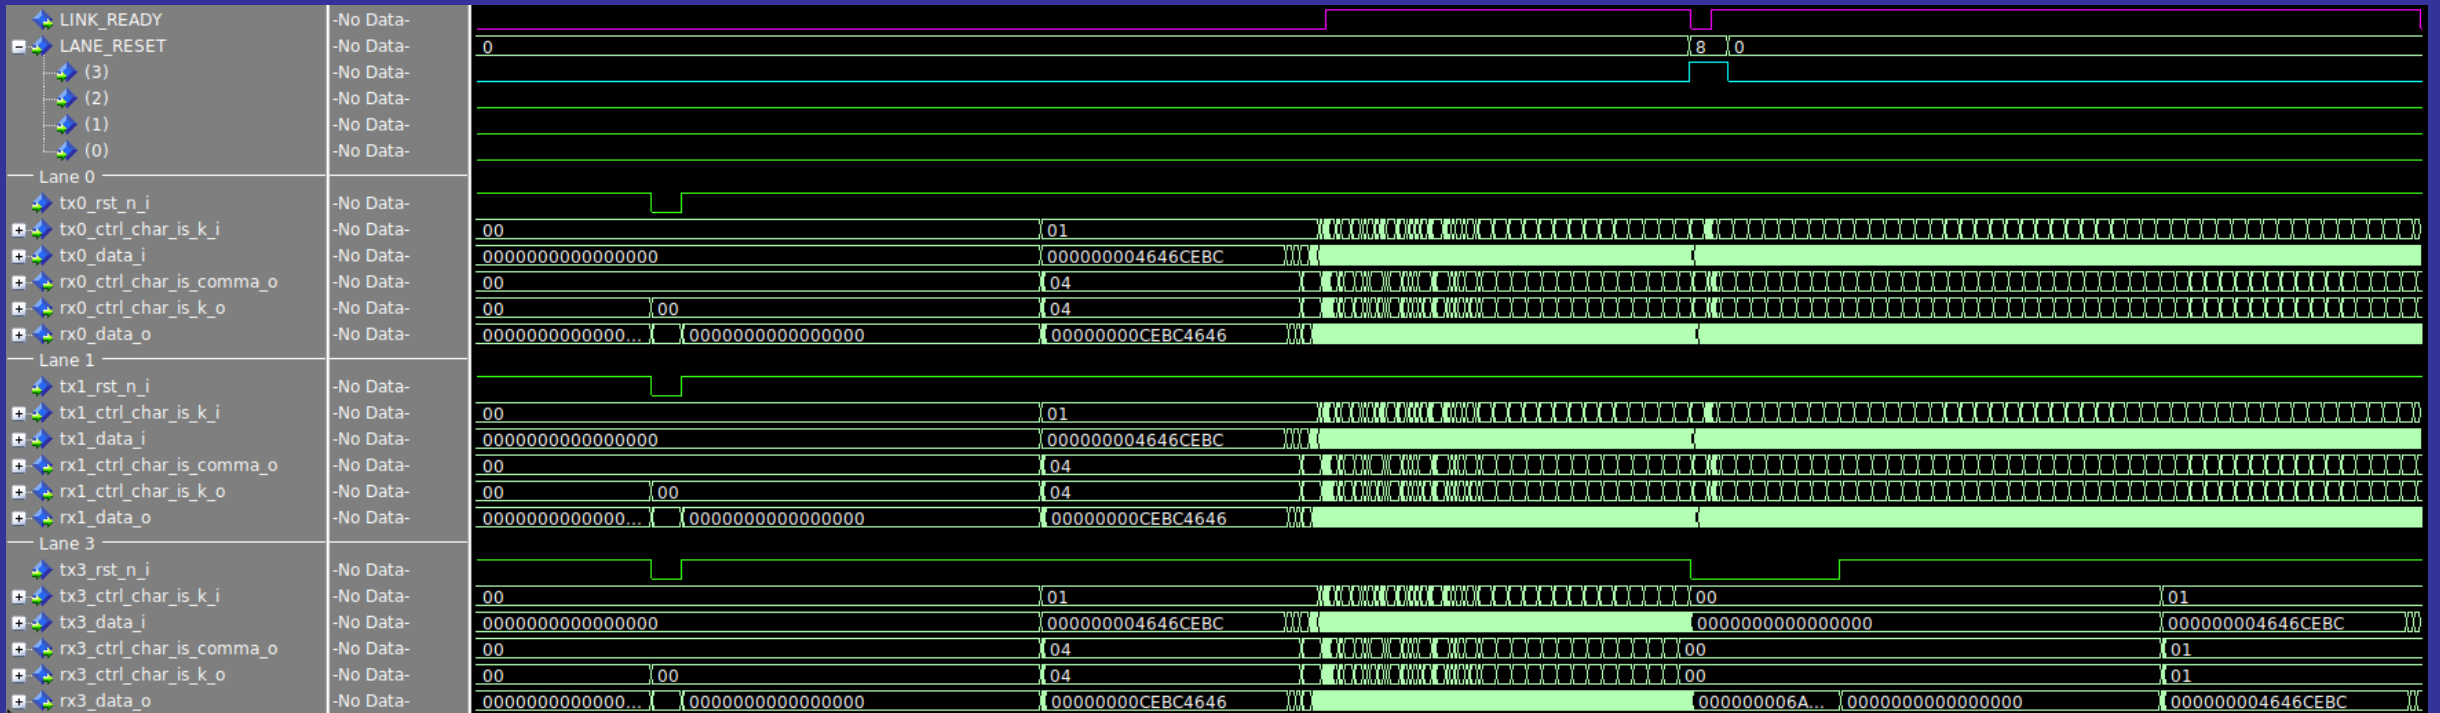 LINK_READY -No Data-
LANE_RESET -No Data- 0 8 0
(3) -No Data-
(2) -No Data-
(1) -No Data-
(0) -No Data-
Lane 0
tx0_rst_n_i -No Data-
tx0_ctrl_char_is_k_i -No Data- 00 01
tx0_data_i -No Data- 0000000000000000 000000004646CEBC
rx0_ctrl_char_is_comma_o -No Data- 00 04
rx0_ctrl_char_is_k_o -No Data- 00 00 04
rx0_data_o -No Data- 0000000000000... 0000000000000000 00000000CEBC4646
Lane 1
tx1_rst_n_i -No Data-
tx1_ctrl_char_is_k_i -No Data- 00 01
tx1_data_i -No Data- 0000000000000000 000000004646CEBC
rx1_ctrl_char_is_comma_o -No Data- 00 04
rx1_ctrl_char_is_k_o -No Data- 00 00 04
rx1_data_o -No Data- 0000000000000... 0000000000000000 00000000CEBC4646
Lane 3
tx3_rst_n_i -No Data-
tx3_ctrl_char_is_k_i -No Data- 00 01 00 01
tx3_data_i -No Data- 0000000000000000 000000004646CEBC 0000000000000000 000000004646CEBC
rx3_ctrl_char_is_comma_o -No Data- 00 04 00 01
rx3_ctrl_char_is_k_o -No Data- 00 00 04 00 01
rx3_data_o -No Data- 0000000000000... 0000000000000000 00000000CEBC4646 000000006A... 0000000000000000 000000004646CEBC